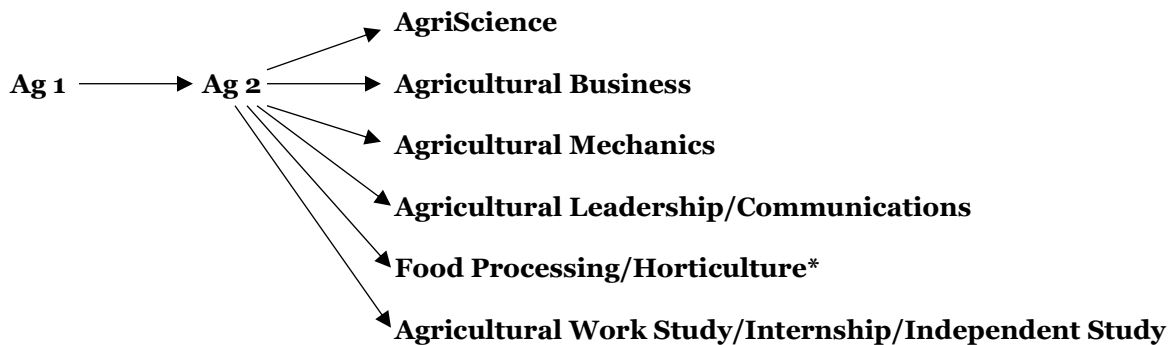 AgriScience
Ag 1 Ag 2 Agricultural Business
Agricultural Mechanics
Agricultural Leadership/Communications
Food Processing/Horticulture*
Agricultural Work Study/Internship/Independent Study